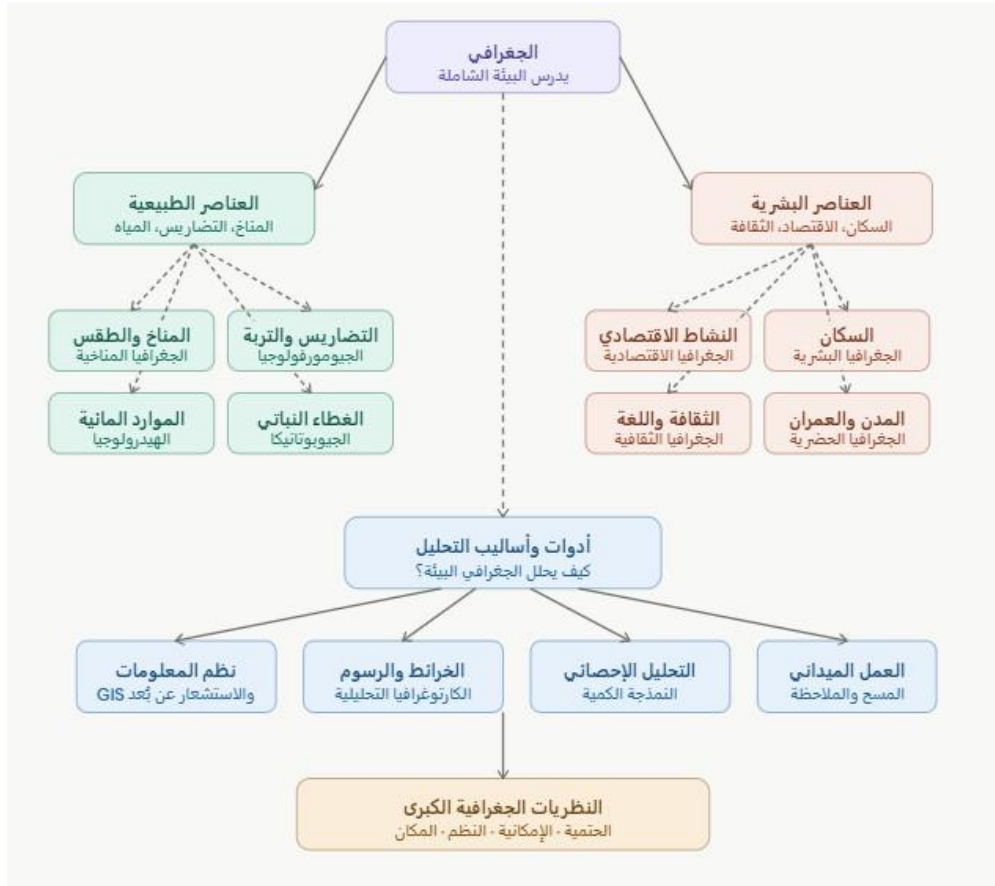 الجغرافي
يدرس البيئة الشاملة
العناصر البشرية
السكان، الاقتصاد، الثقافة
العناصر الطبيعية
المناخ، التضاريس، المياه
السكان
الجغرافيا البشرية
النشاط الاقتصادي
الجغرافيا الاقتصادية
التضاريس والتربة
الجيومورفولوجيا
المناخ والطقس
الجغرافيا المناخية
المدن والعمران
الجغرافيا الحضرية
الثقافة واللغة
الجغرافيا الثقافية
الغطاء النباتي
الجيوبوتانيكا
الموارد المائية
الهيدرولوجيا
أدوات وأساليب التحليل
كيف يحلل الجغرافي البيئة؟
العمل الميداني
المسح والملاحظة
التحليل الإحصائي
النمذجة الكمية
الخرائط والرسوم
الكارتوغرافيا التحليلية
نظم المعلومات
والاستشعار عن بُعد GIS
النظريات الجغرافية الكبرى
الحتمية · الإمكانية · النظم · المكان